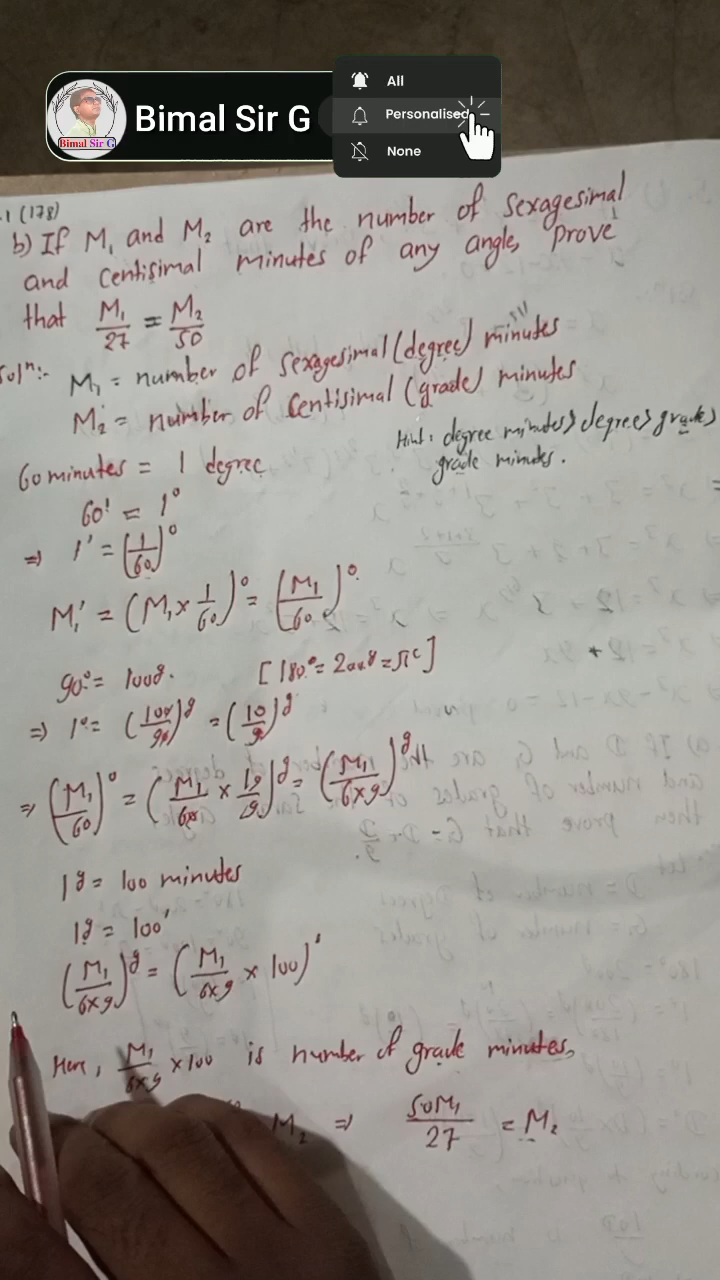 All
Bimal Sir G
Personalised
Bimal Sir G
None
1 (178)
b) If M₁ and M₂ are the number of sexagesimal
and centisimal minutes of any angle, prove
that M₁/27 = M₂/50
Solⁿ:- M₁ = number of sexagesimal (degree) minutes
M₂ = number of centisimal (grade) minutes
Hint: degree minutes > degree > grade >
grade minutes.
60 minutes = 1 degree
60' = 1°
⇒ 1' = (1/60)°
M₁' = (M₁ × 1/60)° = (M₁/60)°
90° = 100g. [180° = 200g = πc]
⇒ 1° = (100/90)g = (10/9)g
⇒ (M₁/60)° = (M₁/60 × 10/9)g = (M₁/6×9)g
1g = 100 minutes
1g = 100'
(M₁/6×9)g = (M₁/6×9 × 100)'
Here, M₁/6×9 × 100 is number of grade minutes,
M₂ ⇒ 50M₁/27 = M₂